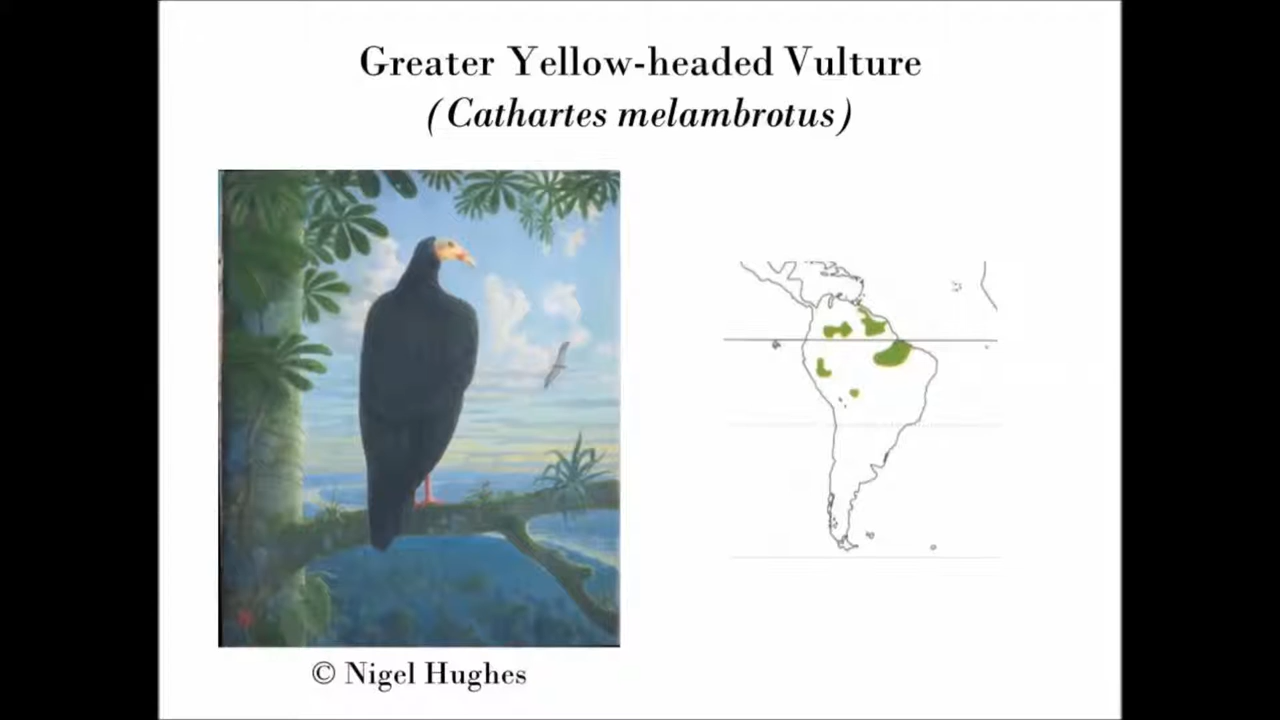 Greater Yellow-headed Vulture
(Cathartes melambrotus)
© Nigel Hughes